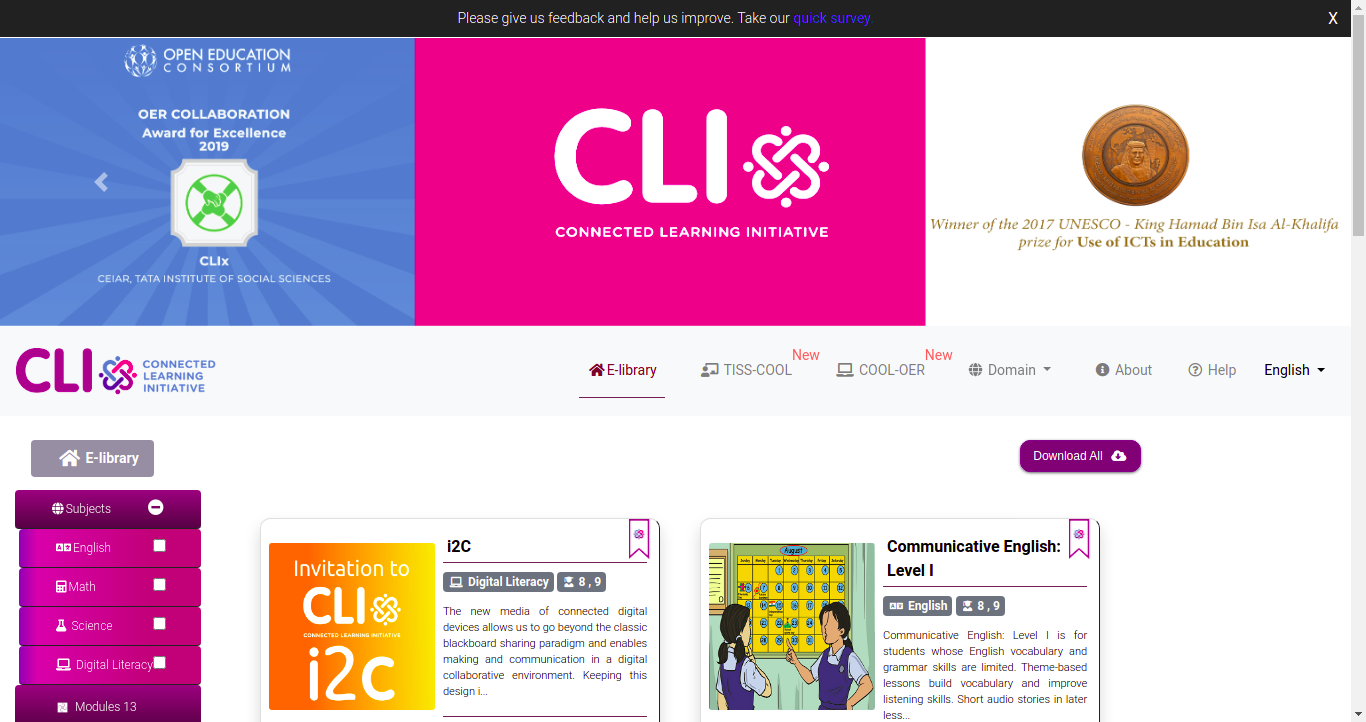 Please give us feedback and help us improve. Take our quick survey.
X
OPEN EDUCATION
CONSORTIUM
OER COLLABORATION
Award for Excellence
2019
CLIx
CEIAR, TATA INSTITUTE OF SOCIAL SCIENCES
CLI
CONNECTED LEARNING INITIATIVE
Winner of the 2017 UNESCO - King Hamad Bin Isa Al-Khalifa
prize for Use of ICTs in Education
CLI
CONNECTED
LEARNING
INITIATIVE
E-library
TISS-COOL
New
COOL-OER
New
Domain
About
Help
English
E-library
Download All
Subjects
English
Math
Science
Digital Literacy
Modules 13
Invitation to
CLI
CONNECTED LEARNING INITIATIVE
i2c
i2C
Digital Literacy
8 , 9
The new media of connected digital
devices allows us to go beyond the classic
blackboard sharing paradigm and enables
making and communication in a digital
collaborative environment. Keeping this
design i...
August
Communicative English:
Level I
English
8 , 9
Communicative English: Level I is for
students whose English vocabulary and
grammar skills are limited. Theme-based
lessons build vocabulary and improve
listening skills. Short audio stories in later
less...